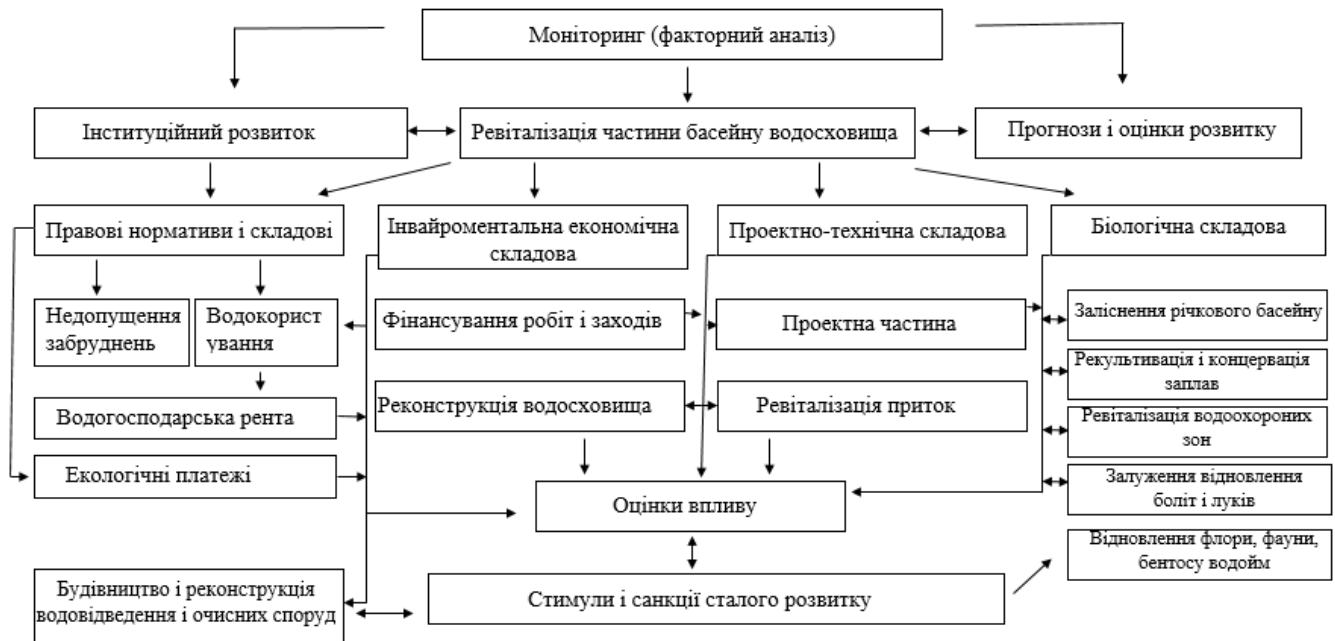 Моніторинг (факторний аналіз)
Інституційний розвиток
Ревіталізація частини басейну водосховища
Прогнози і оцінки розвитку
Правові нормативи і складові
Інвайроментальна економічна
складова
Проектно-технічна складова
Біологічна складова
Недопущення
забруднень
Водокорист
ування
Фінансування робіт і заходів
Проектна частина
Заліснення річкового басейну
Рекультивація і концервація
заплав
Водогосподарська рента
Реконструкція водосховища
Ревіталізація приток
Ревіталізація водоохороних
зон
Екологічні платежі
Оцінки впливу
Залуження відновлення
боліт і луків
Відновлення флори, фауни,
бентосу водойм
Будівництво і реконструкція
водовідведення і очисних споруд
Стимули і санкції сталого розвитку